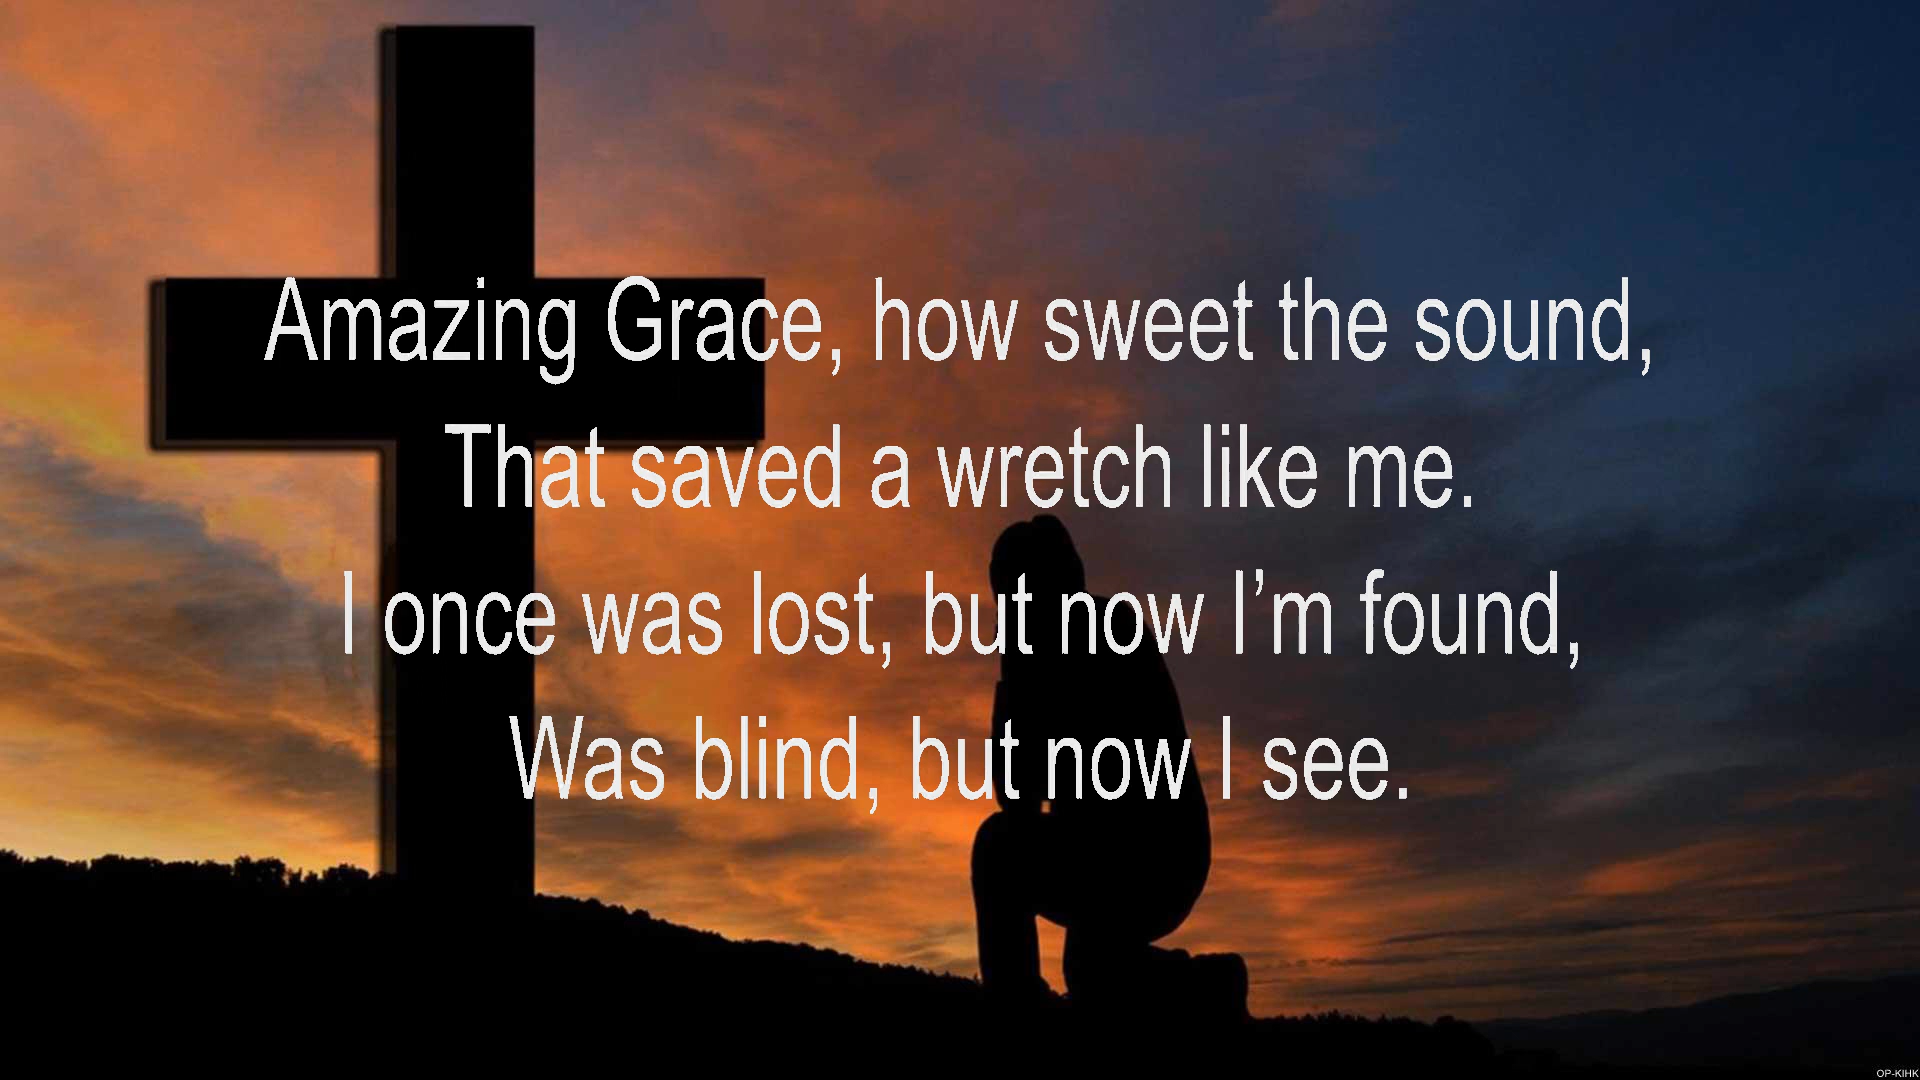 Amazing Grace, how sweet the sound,
That saved a wretch like me.
I once was lost, but now I’m found,
Was blind, but now I see.
OP-KIHK